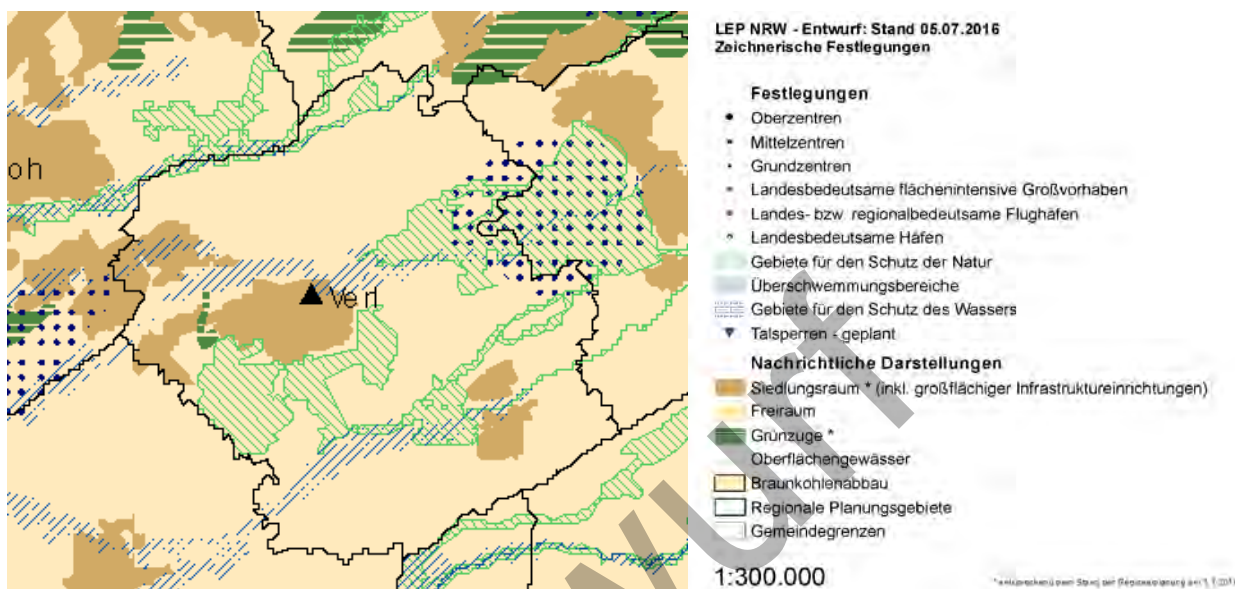 oh
Verl
LEP NRW - Entwurf: Stand 05.07.2016
Zeichnerische Festlegungen
Festlegungen
Oberzentren
Mittelzentren
Grundzentren
Landesbedeutsame flächenintensive Großvorhaben
Landes- bzw. regionalbedeutsame Flughäfen
Landesbedeutsame Häfen
Gebiete für den Schutz der Natur
Überschwemmungsbereiche
Gebiete für den Schutz des Wassers
Talsperren - geplant
Nachrichtliche Darstellungen
Siedlungsraum * (inkl. großflächiger Infrastruktureinrichtungen)
Freiraum
Grünzüge *
Oberflächengewässer
Braunkohlenabbau
Regionale Planungsgebiete
Gemeindegrenzen
1:300.000